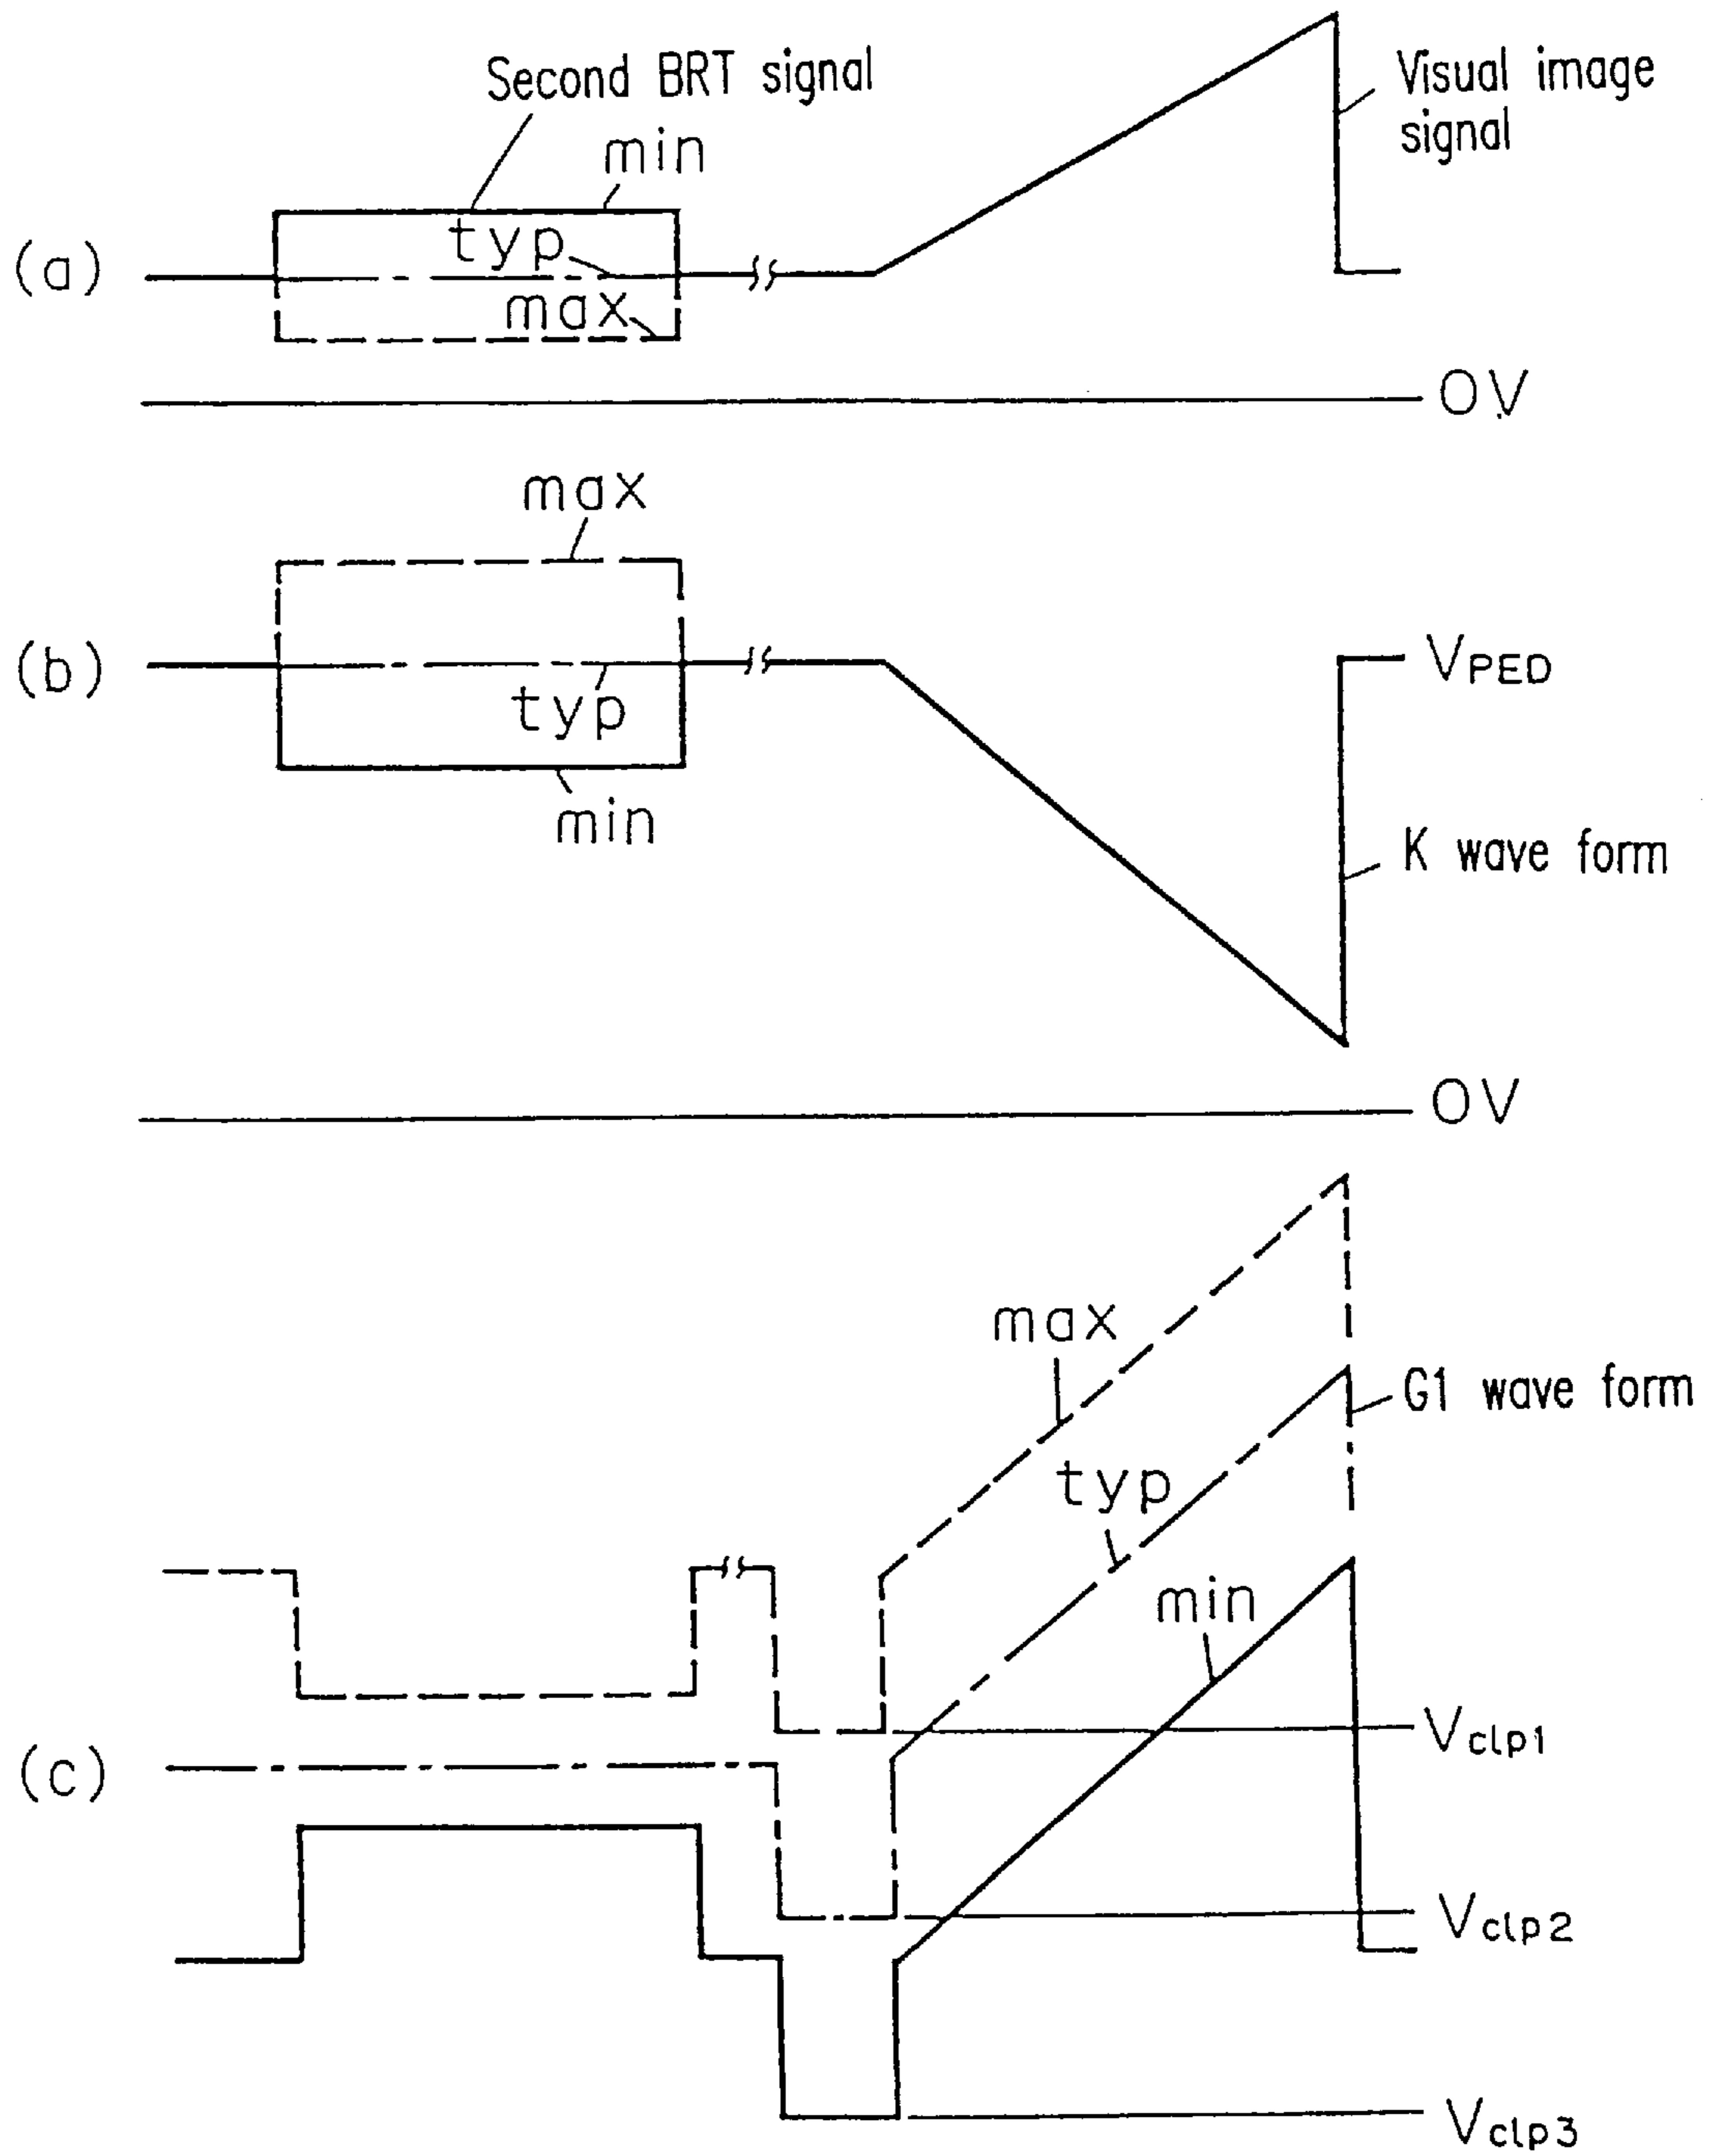 Second BRT signal
Visual image
signal
min
typ
(a)
max
0V
max
(b)
VPED
typ
min
K wave form
0V
max
G1 wave form
typ
min
Vclp1
(c)
Vclp2
Vclp3